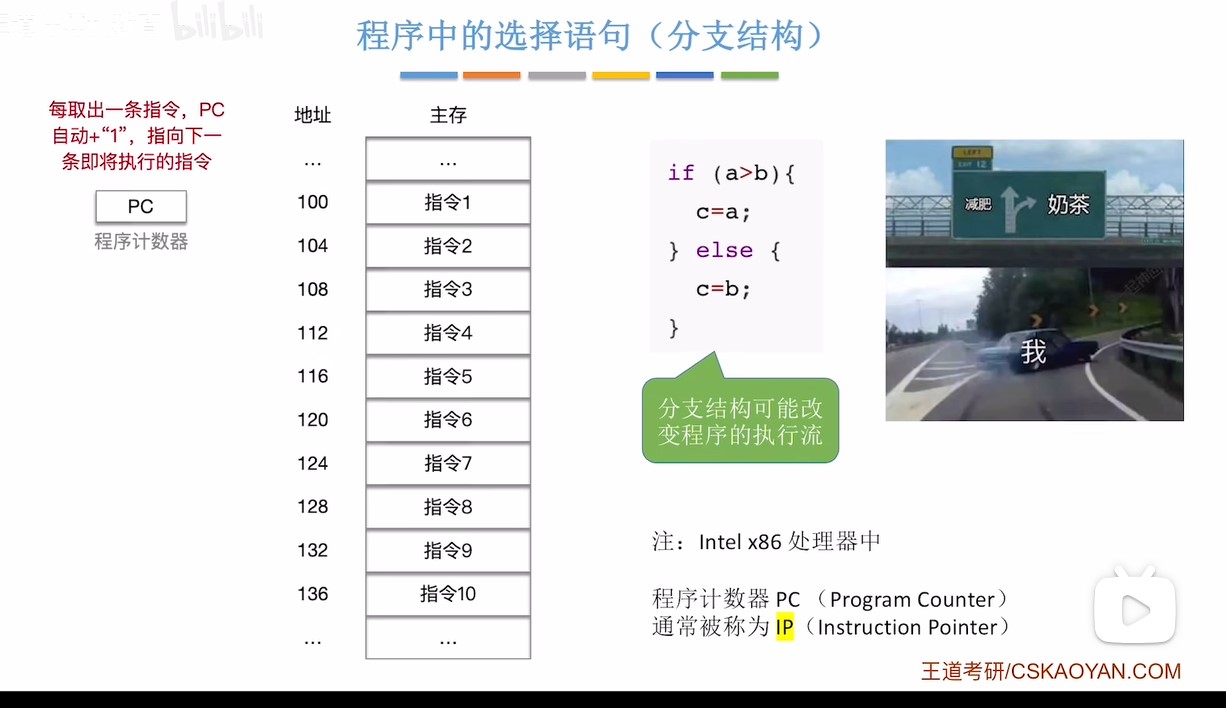 bilibili
程序中的选择语句（分支结构）
每取出一条指令，PC
自动+“1”，指向下一
条即将执行的指令
PC
程序计数器
地址 主存
... ...
100 指令1
104 指令2
108 指令3
112 指令4
116 指令5
120 指令6
124 指令7
128 指令8
132 指令9
136 指令10
... ...
if (a>b){
c=a;
} else {
c=b;
}
分支结构可能改
变程序的执行流
LEFT
减肥 奶茶
我
注：Intel x86 处理器中
程序计数器 PC （Program Counter）
通常被称为 IP（Instruction Pointer）
王道考研/CSKAOYAN.COM